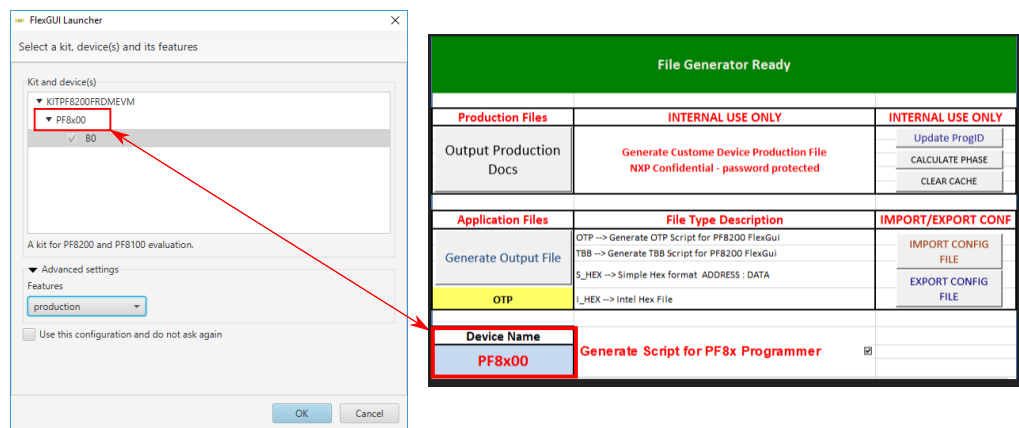 FlexGUI Launcher
Select a kit, device(s) and its features
Kit and device(s)
KITPF8200FRDMEVM
PF8x00
B0
A kit for PF8200 and PF8100 evaluation.
Advanced settings
Features
production
Use this configuration and do not ask again
OK
Cancel
File Generator Ready
Production Files
INTERNAL USE ONLY
INTERNAL USE ONLY
Output Production
Docs
Generate Custome Device Production File
NXP Confidential - password protected
Update ProgID
CALCULATE PHASE
CLEAR CACHE
Application Files
File Type Description
IMPORT/EXPORT CONF
Generate Output File
OTP --> Generate OTP Script for PF8200 FlexGui
TBB --> Generate TBB Script for PF8200 FlexGui
S_HEX --> Simple Hex format ADDRESS : DATA
I_HEX --> Intel Hex File
IMPORT CONFIG
FILE
EXPORT CONFIG
FILE
OTP
Device Name
PF8x00
Generate Script for PF8x Programmer